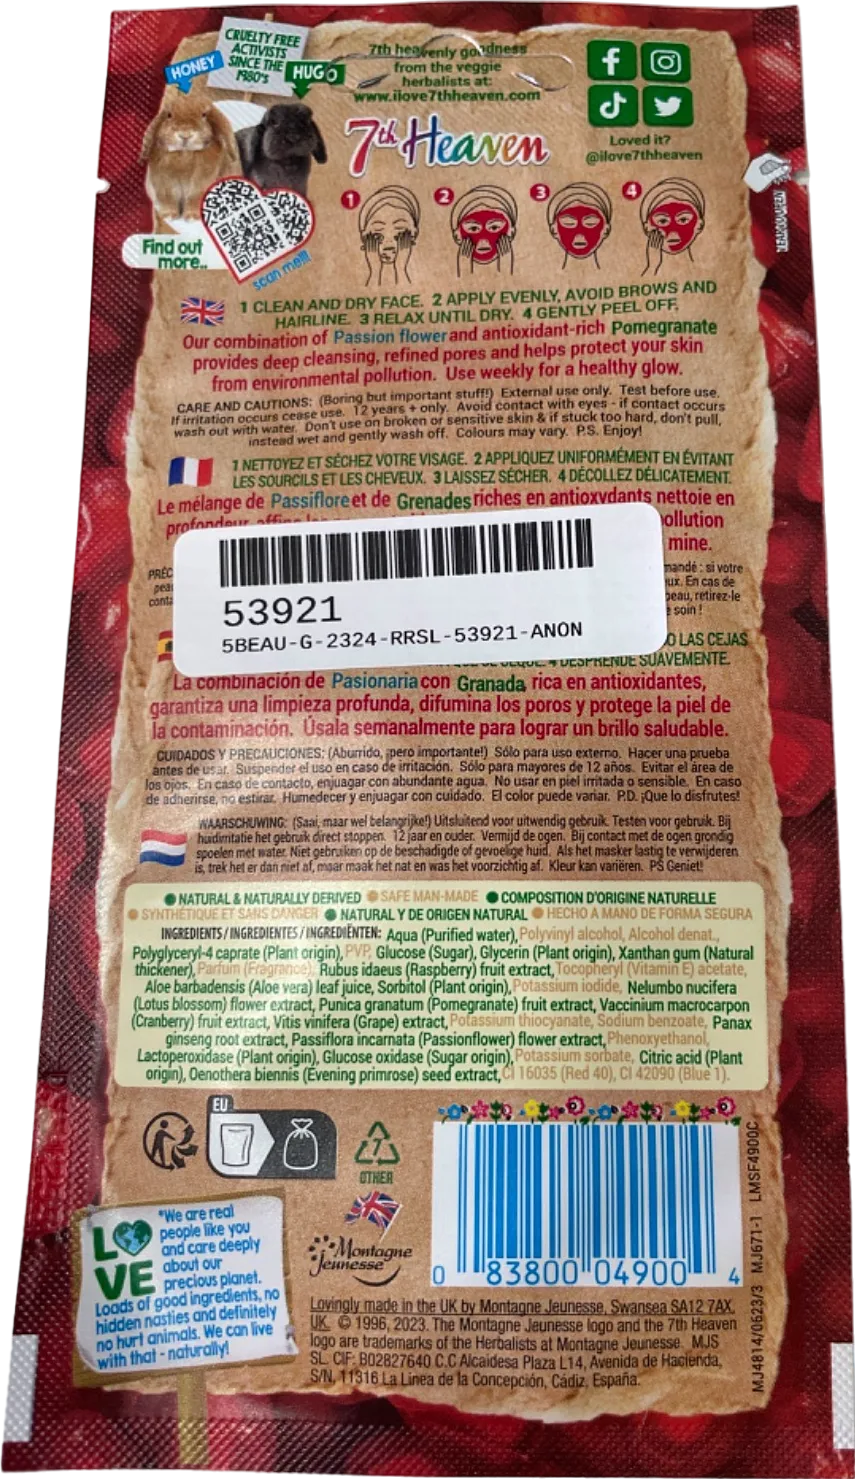 CRUELTY FREE
ACTIVISTS
SINCE THE
1980'S
HONEY
HUGO
7th heavenly goodness
from the veggie
herbalists at:
www.ilove7thheaven.com
Loved it?
@ilove7thheaven
7th Heaven
Find out
more..
scan me!!!
1 2 3 4
1 CLEAN AND DRY FACE. 2 APPLY EVENLY, AVOID BROWS AND
HAIRLINE. 3 RELAX UNTIL DRY. 4 GENTLY PEEL OFF.
Our combination of Passion flower and antioxidant-rich Pomegranate
provides deep cleansing, refined pores and helps protect your skin
from environmental pollution. Use weekly for a healthy glow.
CARE AND CAUTIONS: (Boring but important stuff!) External use only. Test before use.
If irritation occurs cease use. 12 years + only. Avoid contact with eyes - if contact occurs
wash out with water. Don't use on broken or sensitive skin & if stuck too hard, don't pull,
instead wet and gently wash off. Colours may vary. P.S. Enjoy!
1 NETTOYEZ ET SÉCHEZ VOTRE VISAGE. 2 APPLIQUEZ UNIFORMÉMENT EN ÉVITANT
LES SOURCILS ET LES CHEVEUX. 3 LAISSEZ SÉCHER. 4 DÉCOLLEZ DÉLICATEMENT.
Le mélange de Passiflore et de Grenades riches en antioxydants nettoie en
profondeur
pollution
mine.
mandé : si votre
eux. En cas de
peau, retirez-le
soin !
53921
5BEAU-G-2324-RRSL-53921-ANON
LAS CEJAS
4 DESPRENDE SUAVEMENTE.
La combinación de Pasionaria con Granada rica en antioxidantes,
garantiza una limpieza profunda, difumina los poros y protege la piel de
la contaminación. Úsala semanalmente para lograr un brillo saludable.
CUIDADOS Y PRECAUCIONES: (Aburrido, ¡pero importante!) Sólo para uso externo. Hacer una prueba
antes de usar. Suspender el uso en caso de irritación. Sólo para mayores de 12 años. Evitar el área de
los ojos. En caso de contacto, enjuagar con abundante agua. No usar en piel irritada o sensible. En caso
de adherirse, no estirar. Humedecer y enjuagar con cuidado. El color puede variar. P.D. ¡Que lo disfrutes!
WAARSCHUWING: (Saai, maar wel belangrijke!) Uitsluitend voor uitwendig gebruik. Testen voor gebruik. Bij
huidirritatie het gebruik direct stoppen. 12 jaar en ouder. Vermijd de ogen. Bij contact met de ogen grondig
spoelen met water. Niet gebruiken op de beschadigde of gevoelige huid. Als het masker lastig te verwijderen
is, trek het er dan niet af, maar maak het nat en was het voorzichtig af. Kleur kan variëren. PS Geniet!
NATURAL & NATURALLY DERIVED SAFE MAN-MADE COMPOSITION D'ORIGINE NATURELLE
SYNTHÉTIQUE ET SANS DANGER NATURAL Y DE ORIGEN NATURAL HECHO A MANO DE FORMA SEGURA
INGREDIENTS / INGREDIENTES / INGREDIËNTEN: Aqua (Purified water), Polyvinyl alcohol, Alcohol denat.,
Polyglyceryl-4 caprate (Plant origin), PVP, Glucose (Sugar), Glycerin (Plant origin), Xanthan gum (Natural
thickener), Parfum (Fragrance), Rubus idaeus (Raspberry) fruit extract, Tocopheryl (Vitamin E) acetate,
Aloe barbadensis (Aloe vera) leaf juice, Sorbitol (Plant origin), Potassium iodide, Nelumbo nucifera
(Lotus blossom) flower extract, Punica granatum (Pomegranate) fruit extract, Vaccinium macrocarpon
(Cranberry) fruit extract, Vitis vinifera (Grape) extract, Potassium thiocyanate, Sodium benzoate, Panax
ginseng root extract, Passiflora incarnata (Passionflower) flower extract, Phenoxyethanol,
Lactoperoxidase (Plant origin), Glucose oxidase (Sugar origin), Potassium sorbate, Citric acid (Plant
origin), Oenothera biennis (Evening primrose) seed extract, CI 16035 (Red 40), CI 42090 (Blue 1).
EU
7
OTHER
LOVE
"We are real
people like you
and care deeply
about our
precious planet.
Loads of good ingredients, no
hidden nasties and definitely
no hurt animals. We can live
with that - naturally!
Montagne
Jeunesse
0 83800 04900 4
MJ4814/0623/3 MJ671-1 LMSF4900C
Lovingly made in the UK by Montagne Jeunesse, Swansea SA12 7AX.
UK. © 1996, 2023. The Montagne Jeunesse logo and the 7th Heaven
logo are trademarks of the Herbalists at Montagne Jeunesse. MJS
SL. CIF: B02827640 C.C Alcaidesa Plaza L14, Avenida de Hacienda,
S/N, 11316 La Linea de la Concepción, Cádiz, España.